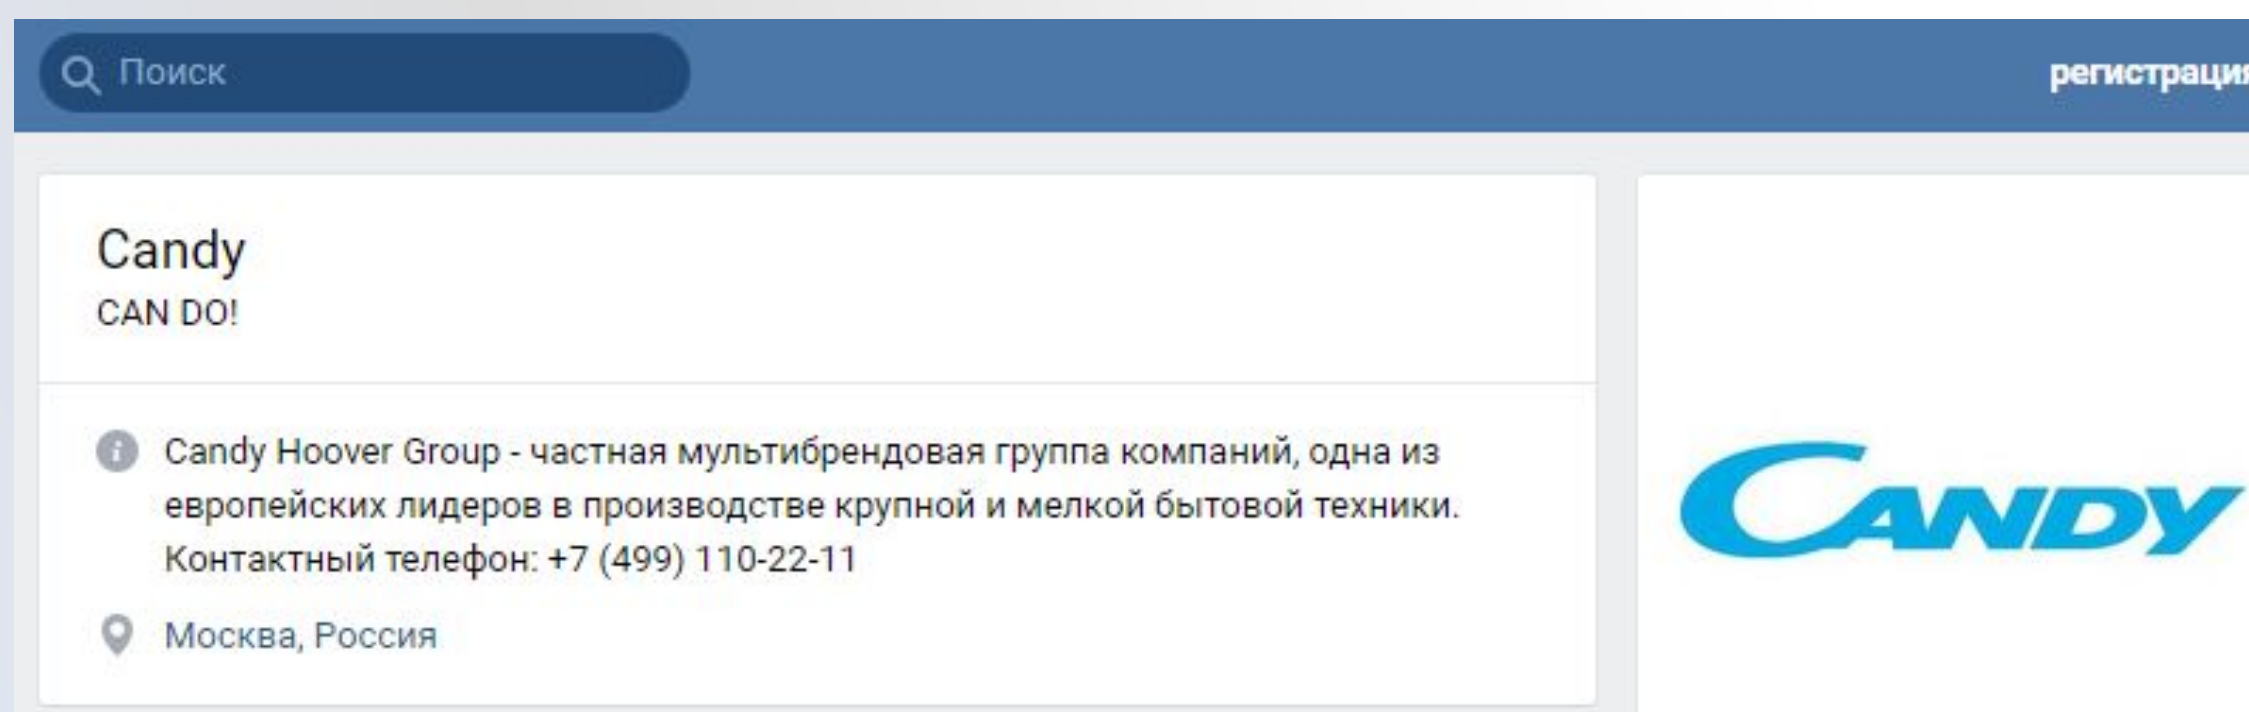 Поиск
регистрация
Candy
CAN DO!
Candy Hoover Group - частная мультибрендовая группа компаний, одна из
европейских лидеров в производстве крупной и мелкой бытовой техники.
Контактный телефон: +7 (499) 110-22-11
Москва, Россия
CANDY